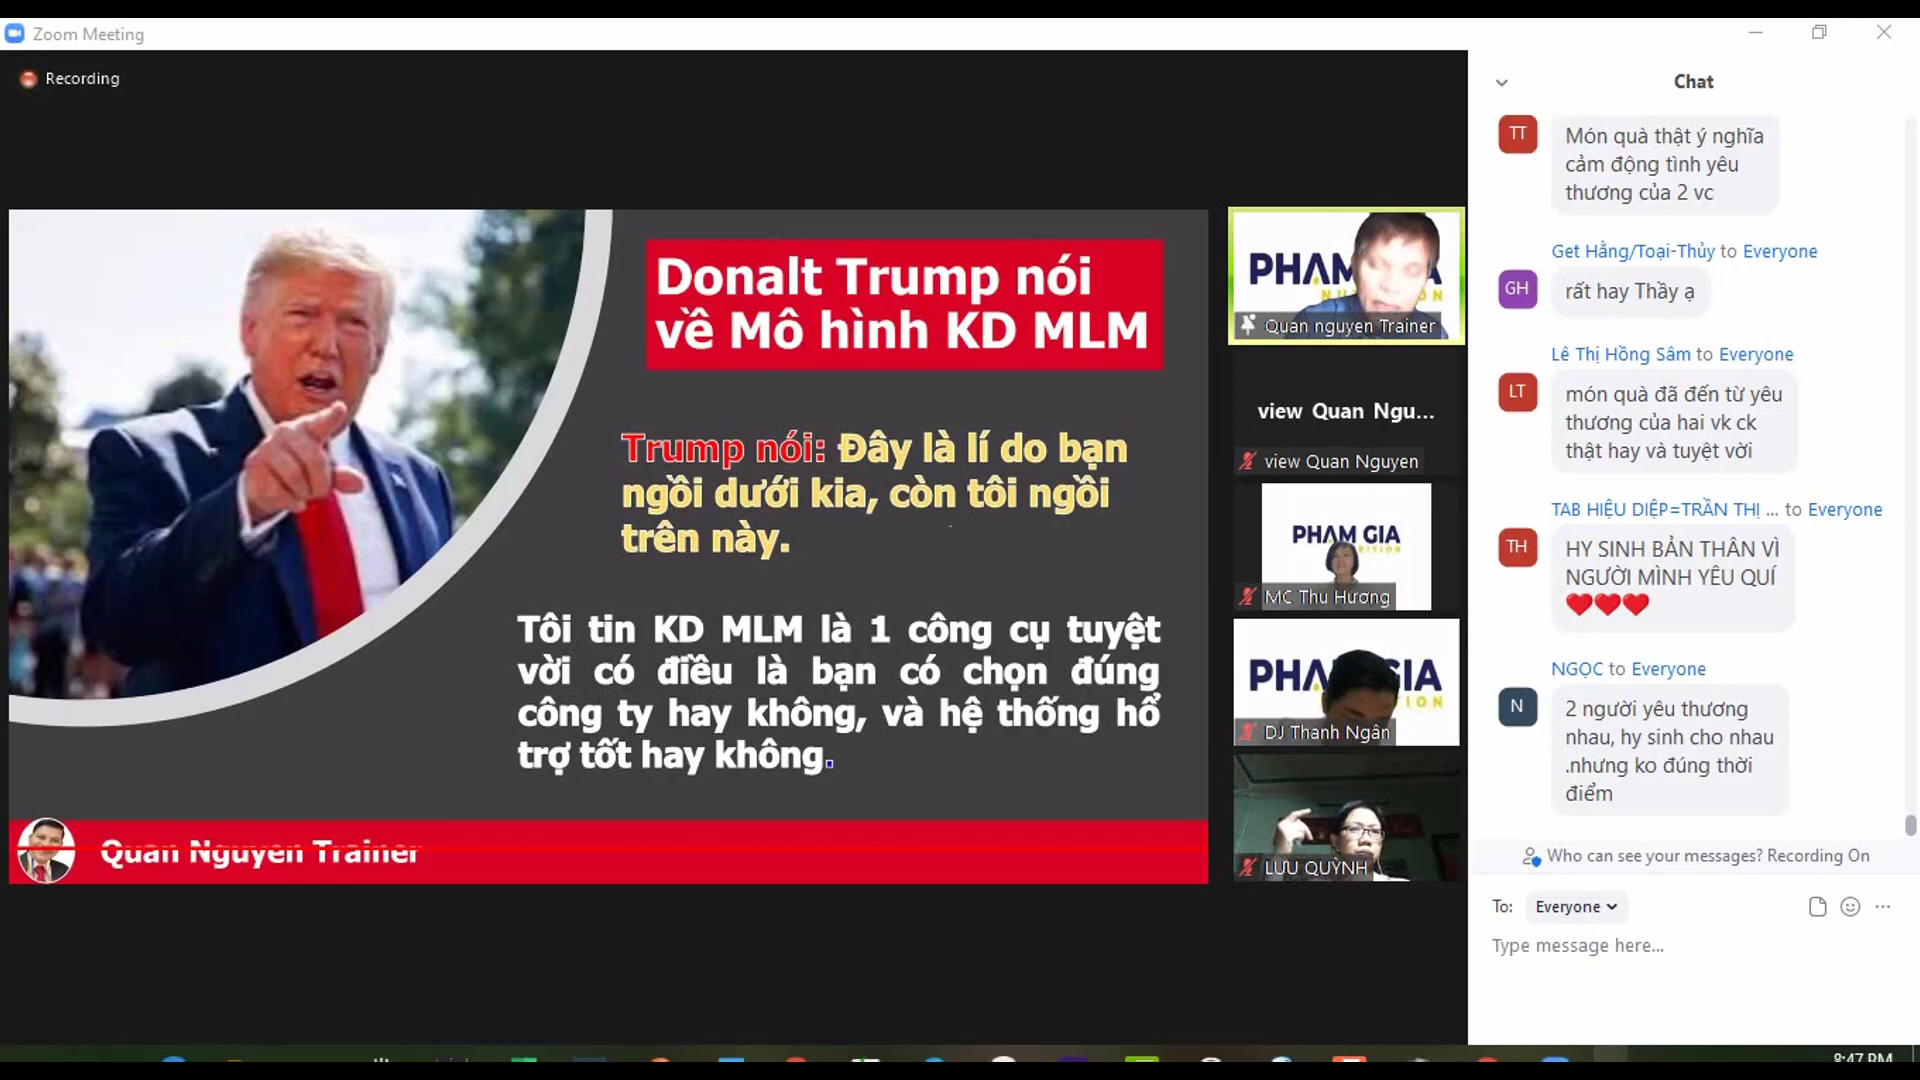 Zoom Meeting
Recording
Donalt Trump nói
về Mô hình KD MLM
Trump nói: Đây là lí do bạn
ngồi dưới kia, còn tôi ngồi
trên này.
Tôi tin KD MLM là 1 công cụ tuyệt
vời có điều là bạn có chọn đúng
công ty hay không, và hệ thống hổ
trợ tốt hay không.
Quan Nguyen Trainer
Quan nguyen Trainer
view Quan Ngu...
view Quan Nguyen
PHAM GIA
MC Thu Hương
DJ Thanh Ngân
LƯU QUỲNH
Chat
TT
Món quà thật ý nghĩa
cảm động tình yêu
thương của 2 vc
Get Hằng/Toại-Thủy to Everyone
GH
rất hay Thầy ạ
Lê Thị Hồng Sâm to Everyone
LT
món quà đã đến từ yêu
thương của hai vk ck
thật hay và tuyệt vời
TAB HIỆU DIỆP=TRẦN THỊ ... to Everyone
TH
HY SINH BẢN THÂN VÌ
NGƯỜI MÌNH YÊU QUÍ
NGỌC to Everyone
N
2 người yêu thương
nhau, hy sinh cho nhau
.nhưng ko đúng thời
điểm
Who can see your messages? Recording On
To: Everyone
Type message here...
8:47 PM